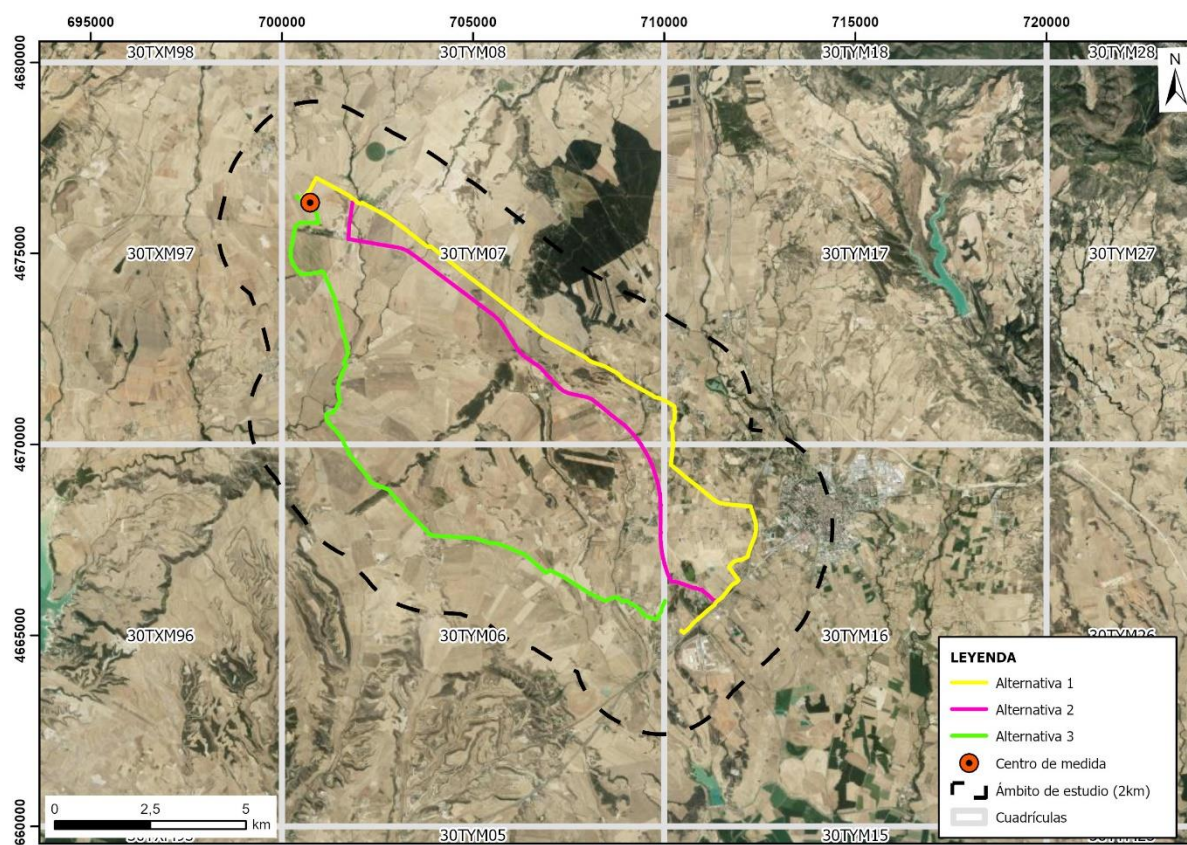 695000 700000 705000 710000 715000 720000
4680000
30TXM98 30TYM08 30TYM18 30TYM28
N
4675000
30TXM97 30TYM07 30TYM17 30TYM27
4670000
4665000
30TXM96 30TYM06 30TYM16 30TYM26
LEYENDA
Alternativa 1
Alternativa 2
Alternativa 3
Centro de medida
Ámbito de estudio (2km)
Cuadrículas
0 2,5 5
km
4660000
30TYM05 30TYM15